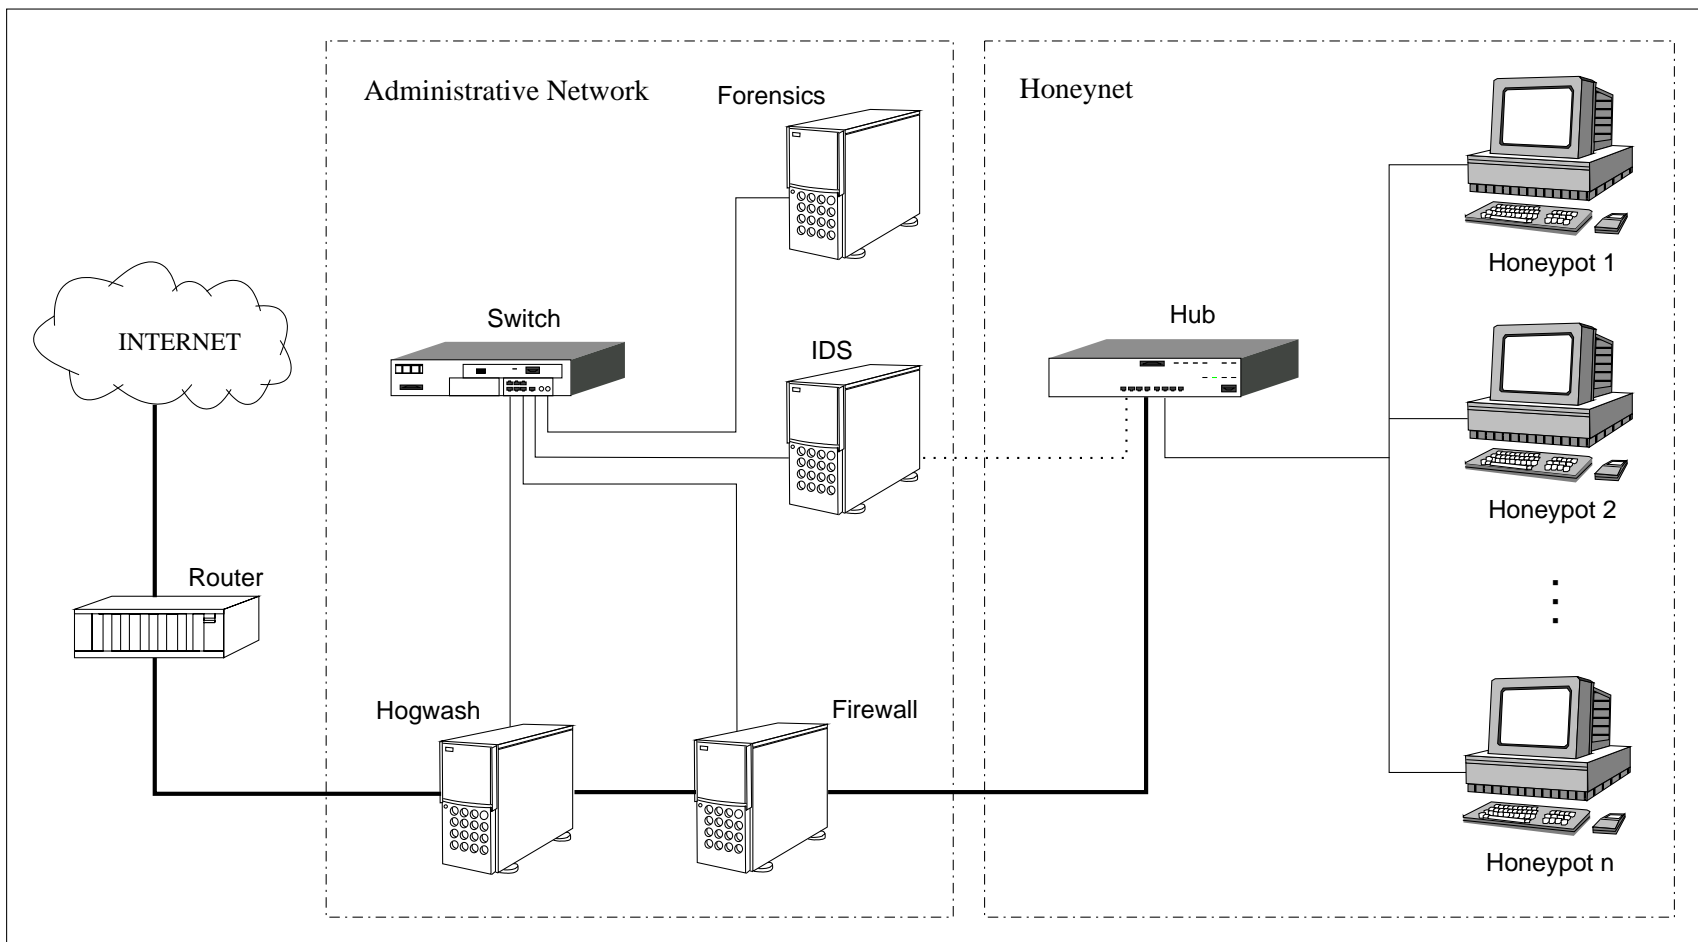 Administrative Network
Forensics
Honeynet
Honeypot 1
Switch
IDS
Hub
INTERNET
Honeypot 2
Router
Hogwash
Firewall
Honeypot n